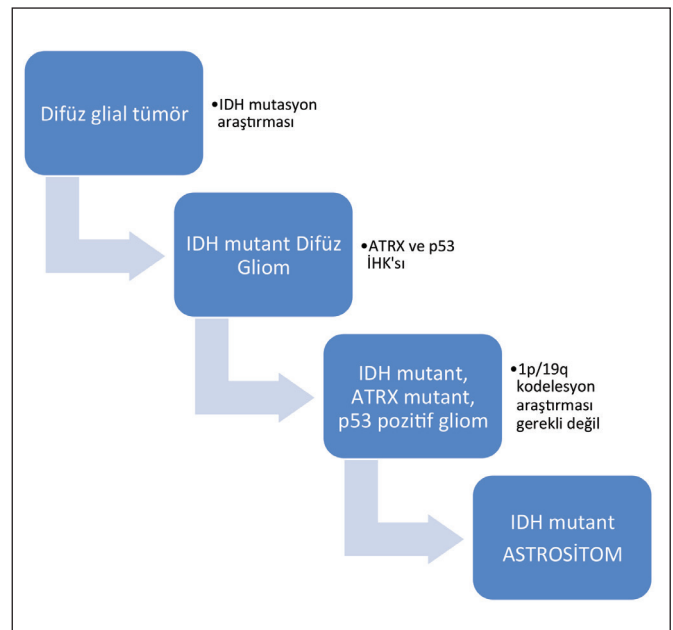 Difüz glial tümör
•IDH mutasyon
araştırması
IDH mutant Difüz
Gliom
•ATRX ve p53
İHK'sı
IDH mutant,
ATRX mutant,
p53 pozitif gliom
•1p/19q
kodelesyon
araştırması
gerekli değil
IDH mutant
ASTROSİTOM